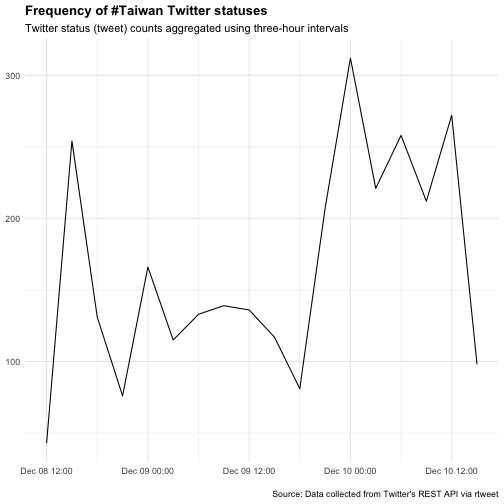 Frequency of #Taiwan Twitter statuses
Twitter status (tweet) counts aggregated using three-hour intervals
300
200
100
Dec 08 12:00 Dec 09 00:00 Dec 09 12:00 Dec 10 00:00 Dec 10 12:00
Source: Data collected from Twitter's REST API via rtweet